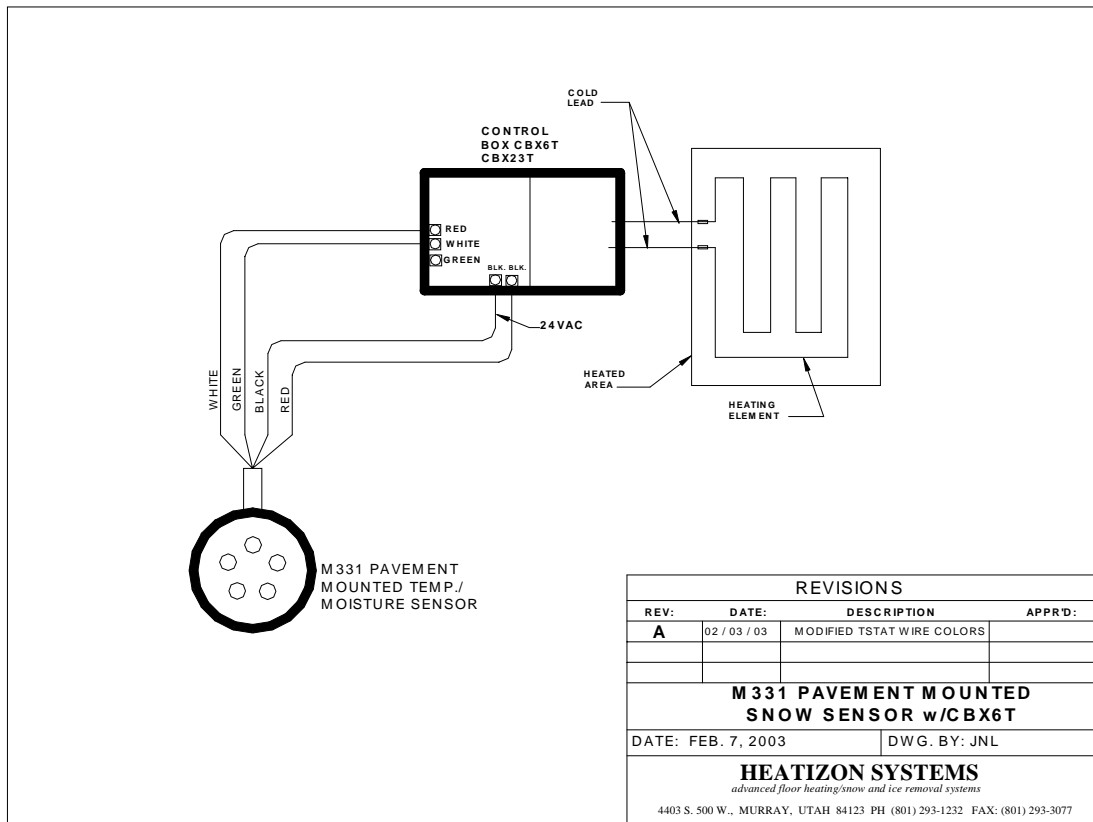 COLD
LEAD
CONTROL
BOX CBX6T
CBX23T
RED
WHITE
GREEN
BLK. BLK.
24VAC
HEATED
AREA
HEATING
ELEMENT
WHITE
GREEN
BLACK
RED
M331 PAVEMENT
MOUNTED TEMP./
MOISTURE SENSOR
REVISIONS
REV: DATE: DESCRIPTION APPR'D:
A 02 / 03 / 03 MODIFIED TSTAT WIRE COLORS
M331 PAVEMENT MOUNTED
SNOW SENSOR w/CBX6T
DATE: FEB. 7, 2003 DWG. BY: JNL
HEATIZON SYSTEMS
advanced floor heating/snow and ice removal systems
4403 S. 500 W., MURRAY, UTAH 84123 PH (801) 293-1232 FAX: (801) 293-3077